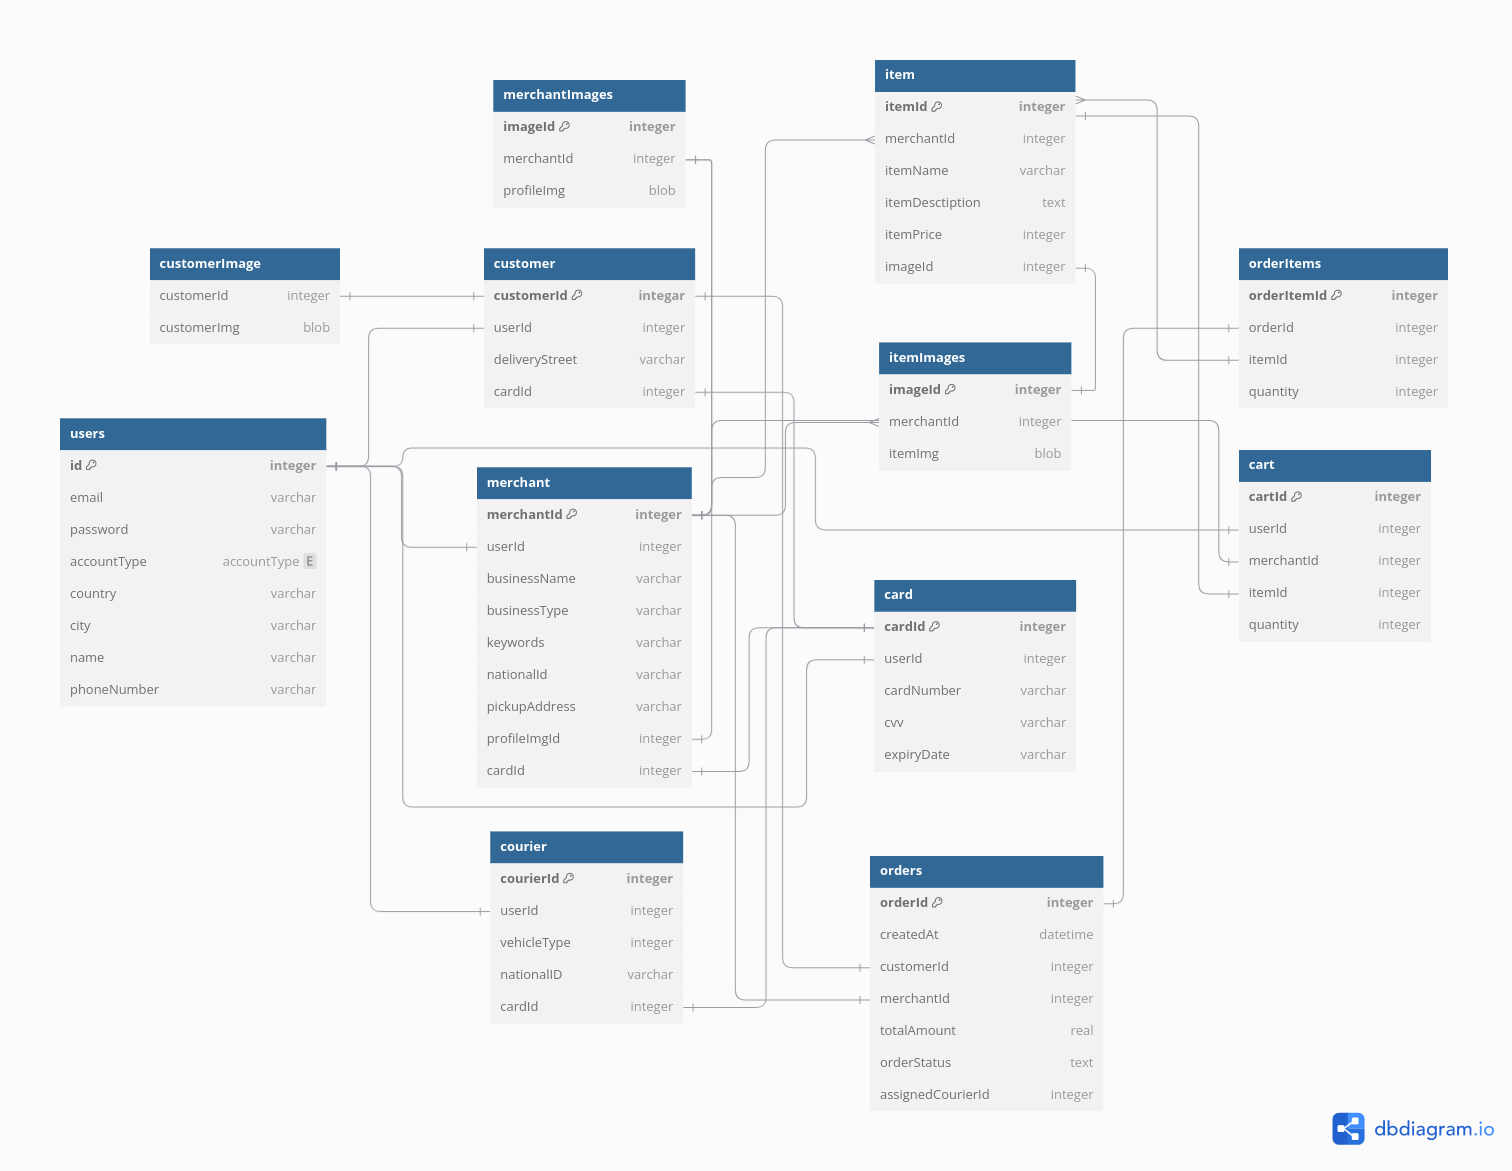 merchantImages
imageId integer
merchantId integer
profileImg blob
item
itemId integer
merchantId integer
itemName varchar
itemDesctiption text
itemPrice integer
imageId integer
customerImage
customerId integer
customerImg blob
customer
customerId integar
userId integer
deliveryStreet varchar
cardId integer
orderItems
orderItemId integer
orderId integer
itemId integer
quantity integer
itemImages
imageId integer
merchantId integer
itemImg blob
users
id integer
email varchar
password varchar
accountType accountType E
country varchar
city varchar
name varchar
phoneNumber varchar
merchant
merchantId integer
userId integer
businessName varchar
businessType varchar
keywords varchar
nationalId varchar
pickupAddress varchar
profileImgId integer
cardId integer
cart
cartId integer
userId integer
merchantId integer
itemId integer
quantity integer
card
cardId integer
userId integer
cardNumber varchar
cvv varchar
expiryDate varchar
courier
courierId integer
userId integer
vehicleType integer
nationalID varchar
cardId integer
orders
orderId integer
createdAt datetime
customerId integer
merchantId integer
totalAmount real
orderStatus text
assignedCourierId integer
dbdiagram.io